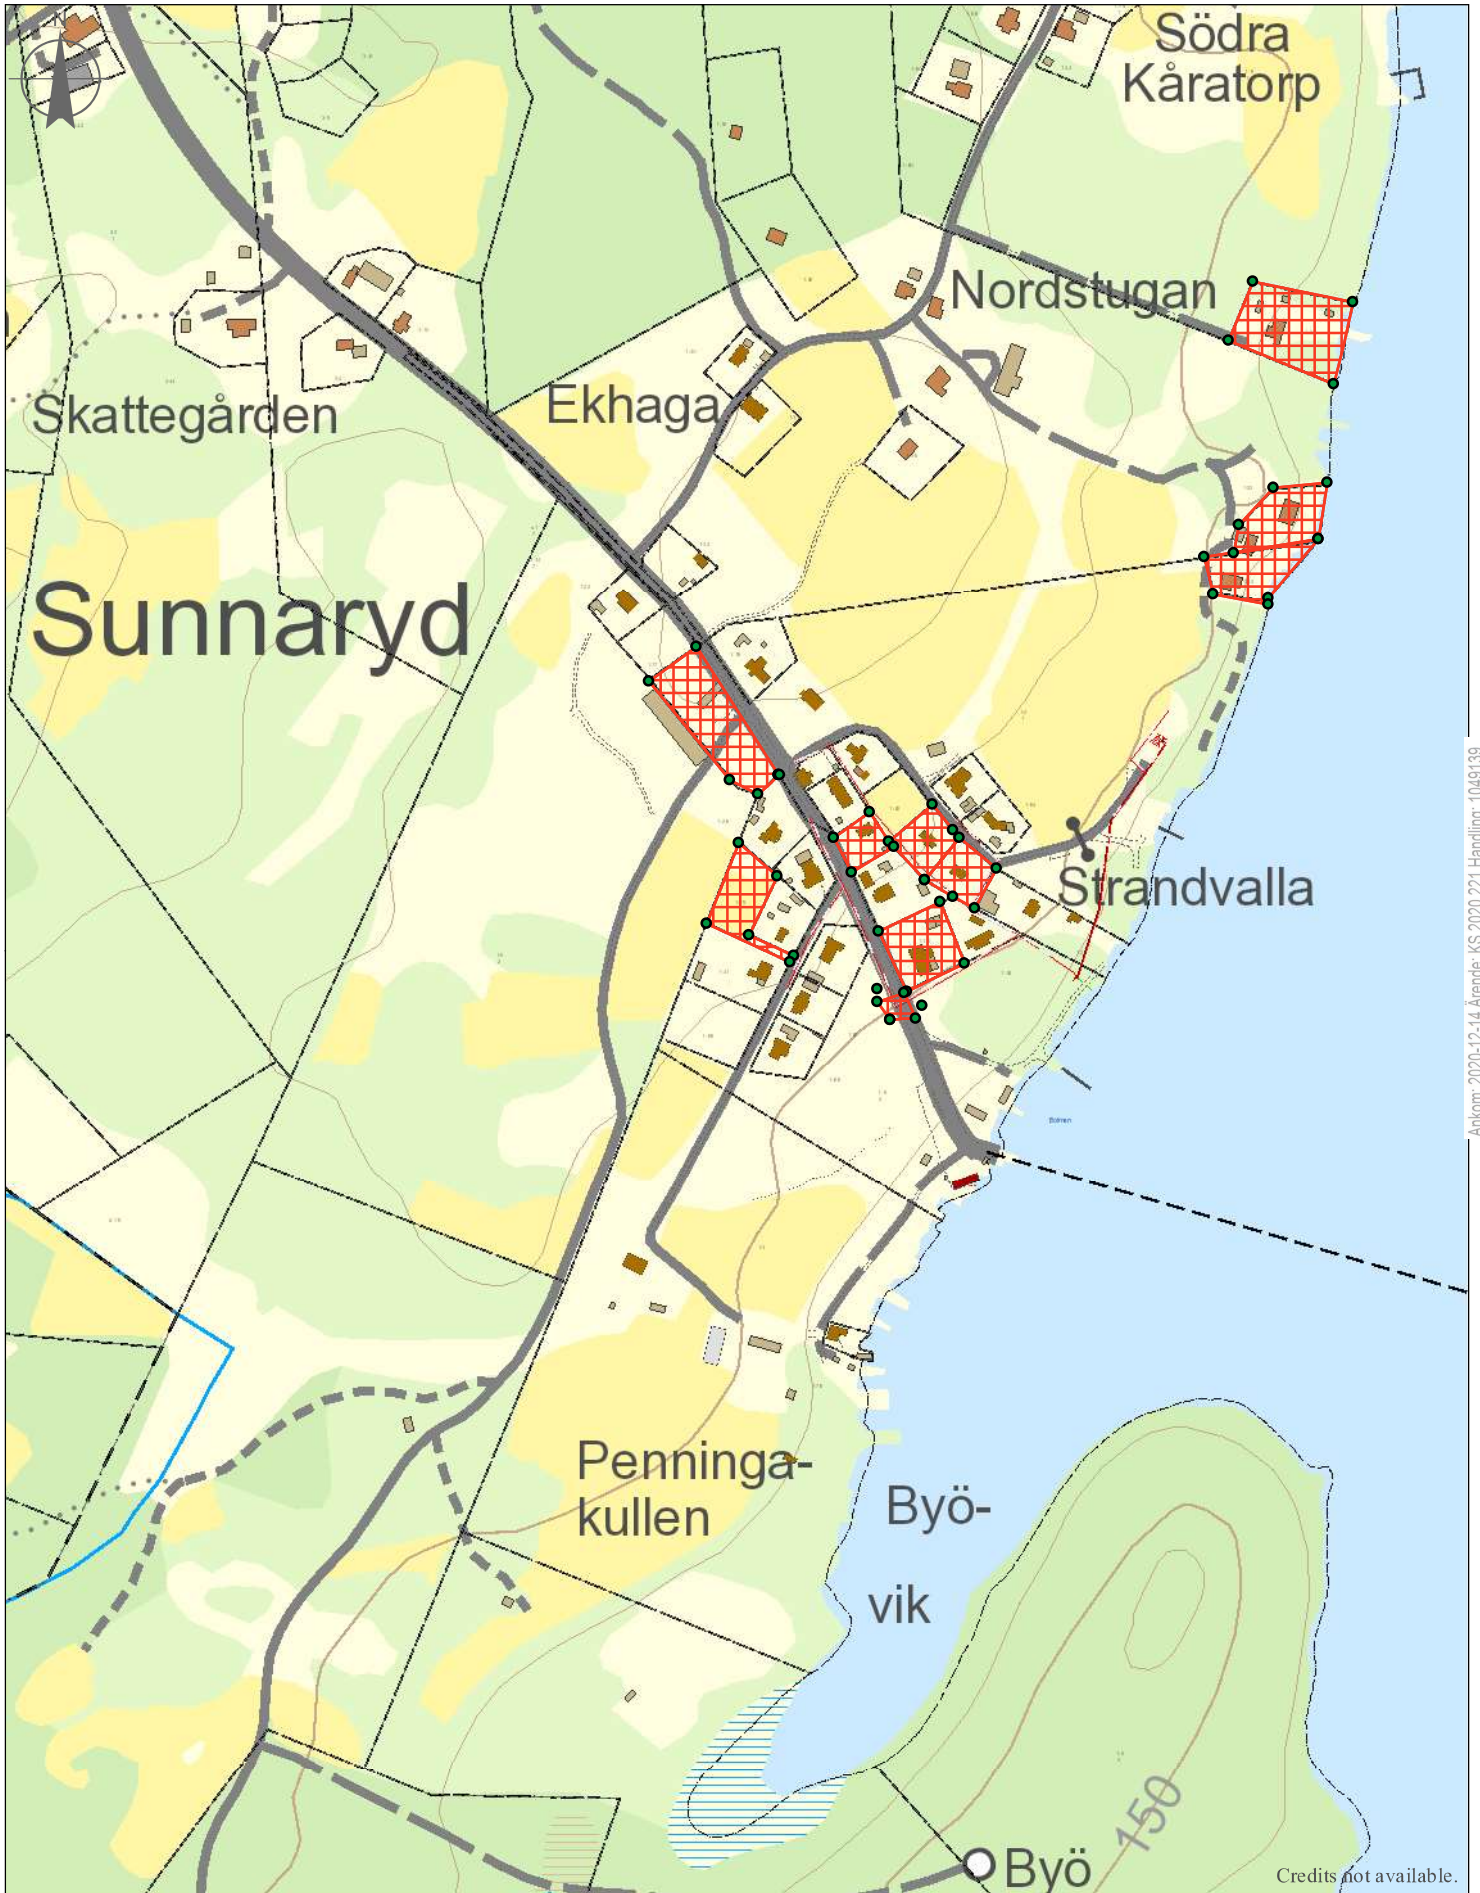 Södra
Kåratorp
Nordstugan
Ekhaga
Skattegården
Sunnaryd
Strandvalla
Bolmen
Penninga-
kullen
Byö-
vik
150
Byö
Credits not available.
Ankom: 2020-12-14 Ärende: KS 2020.221 Handling: 1049139